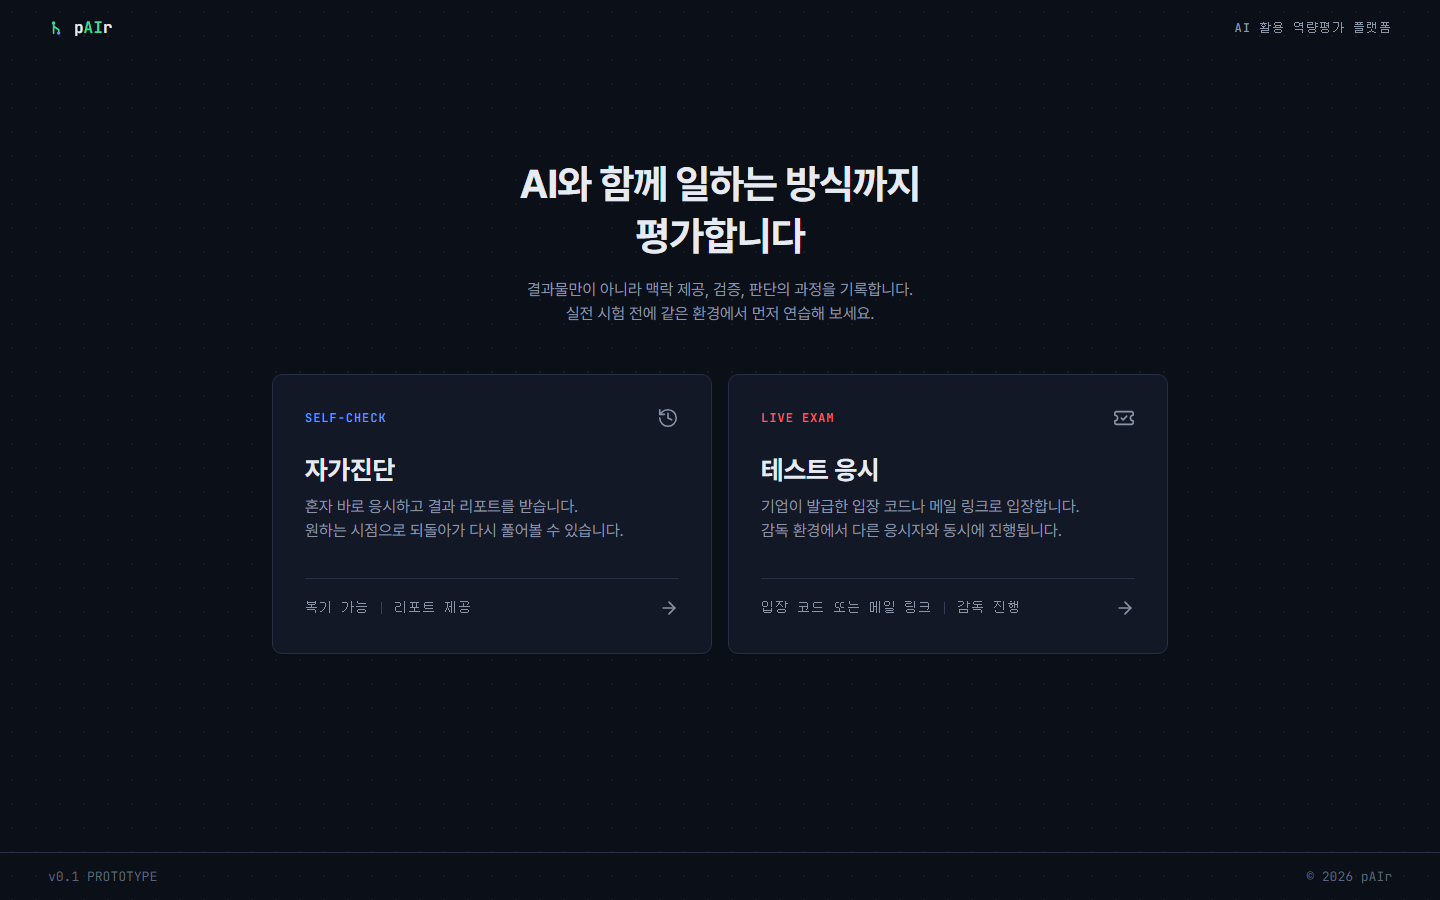 pAIr
AI 활용 역량평가 플랫폼
AI와 함께 일하는 방식까지
평가합니다
결과물만이 아니라 맥락 제공, 검증, 판단의 과정을 기록합니다.
실전 시험 전에 같은 환경에서 먼저 연습해 보세요.
SELF-CHECK
자가진단
혼자 바로 응시하고 결과 리포트를 받습니다.
원하는 시점으로 되돌아가 다시 풀어볼 수 있습니다.
복기 가능 | 리포트 제공
LIVE EXAM
테스트 응시
기업이 발급한 입장 코드나 메일 링크로 입장합니다.
감독 환경에서 다른 응시자와 동시에 진행됩니다.
입장 코드 또는 메일 링크 | 감독 진행
v0.1 PROTOTYPE
© 2026 pAIr